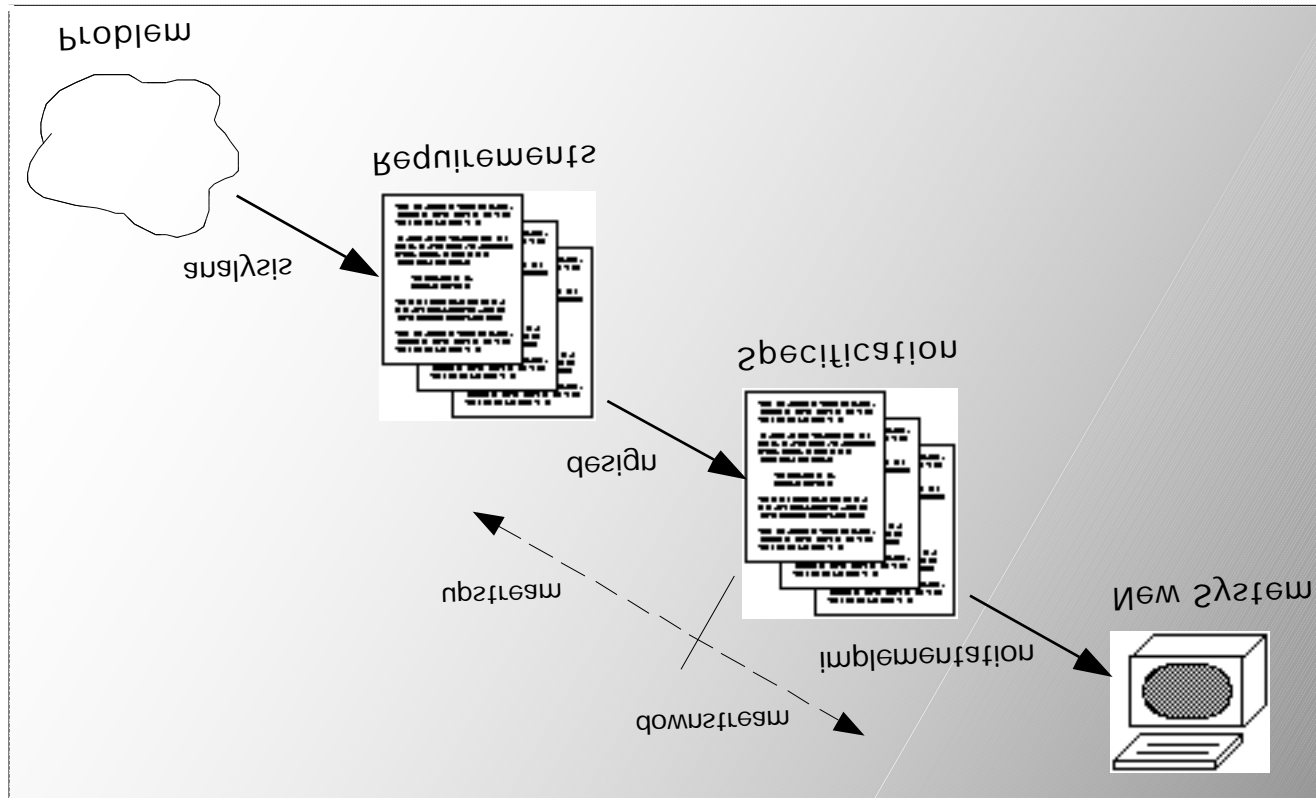 Problem
Requirements
analysis
Specification
design
upstream
New System
implementation
downstream